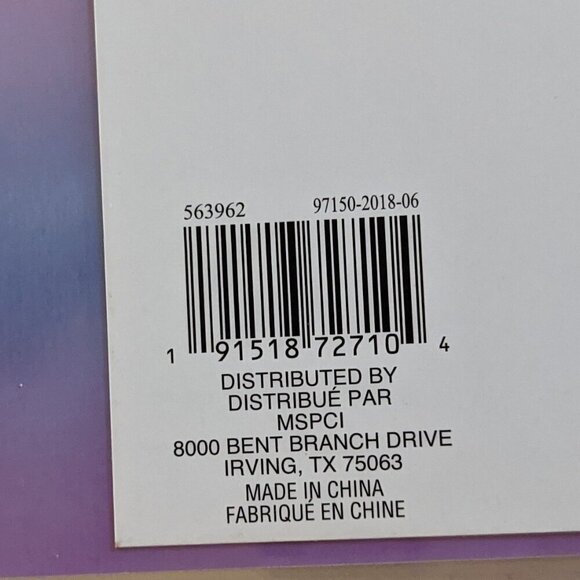 563962 97150-2018-06
1 91518 72710 4
DISTRIBUTED BY
DISTRIBUÉ PAR
MSPCI
8000 BENT BRANCH DRIVE
IRVING, TX 75063
MADE IN CHINA
FABRIQUÉ EN CHINE